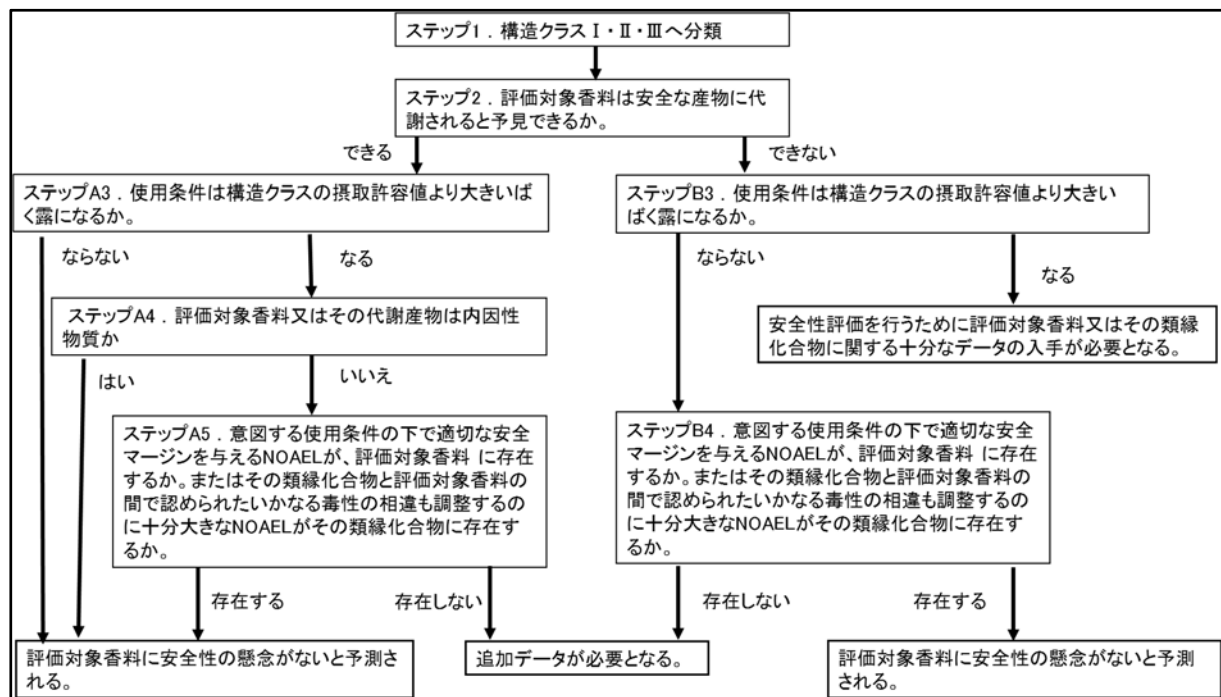 ステップ1．構造クラスⅠ・Ⅱ・Ⅲへ分類
ステップ2．評価対象香料は安全な産物に代
謝されると予見できるか。
できる
できない
ステップA3．使用条件は構造クラスの摂取許容値より大きいば
く露になるか。
ステップB3．使用条件は構造クラスの摂取許容値より大きい
ばく露になるか。
ならない
なる
ならない
なる
ステップA4．評価対象香料又はその代謝産物は内因性
物質か
安全性評価を行うために評価対象香料又はその類縁
化合物に関する十分なデータの入手が必要となる。
はい
いいえ
ステップA5．意図する使用条件の下で適切な安全
マージンを与えるNOAELが、評価対象香料 に存在
するか。またはその類縁化合物と評価対象香料の
間で認められたいかなる毒性の相違も調整するの
に十分大きなNOAELがその類縁化合物に存在す
るか。
ステップB4．意図する使用条件の下で適切な安全
マージンを与えるNOAELが、評価対象香料 に存在
するか。またはその類縁化合物と評価対象香料の
間で認められたいかなる毒性の相違も調整するの
に十分大きなNOAELがその類縁化合物に存在す
るか。
存在する
存在しない
存在しない
存在する
評価対象香料に安全性の懸念がないと予測さ
れる。
追加データが必要となる。
評価対象香料に安全性の懸念がないと予測
される。